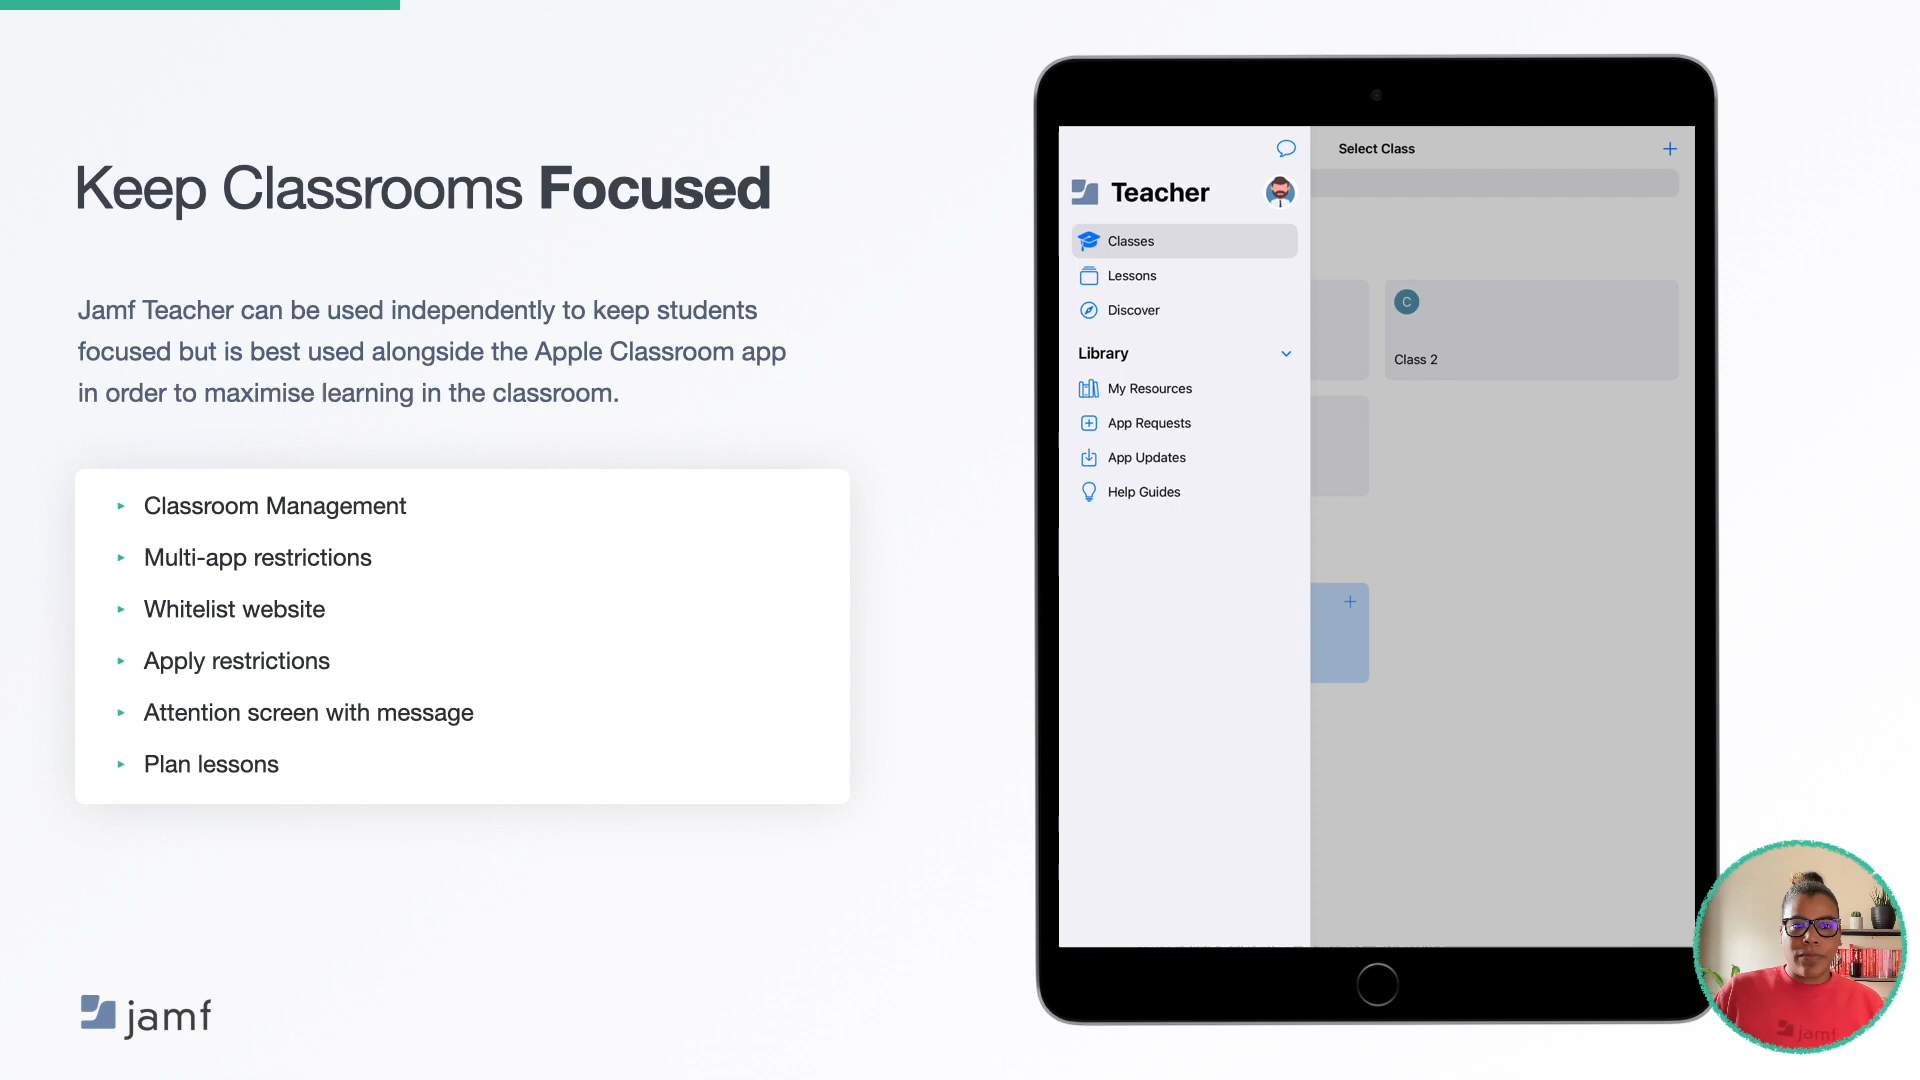 Keep Classrooms Focused
Jamf Teacher can be used independently to keep students
focused but is best used alongside the Apple Classroom app
in order to maximise learning in the classroom.
Classroom Management
Multi-app restrictions
Whitelist website
Apply restrictions
Attention screen with message
Plan lessons
jamf
Teacher
Classes
Lessons
Discover
Library
My Resources
App Requests
App Updates
Help Guides
Select Class
C
Class 2
jamf